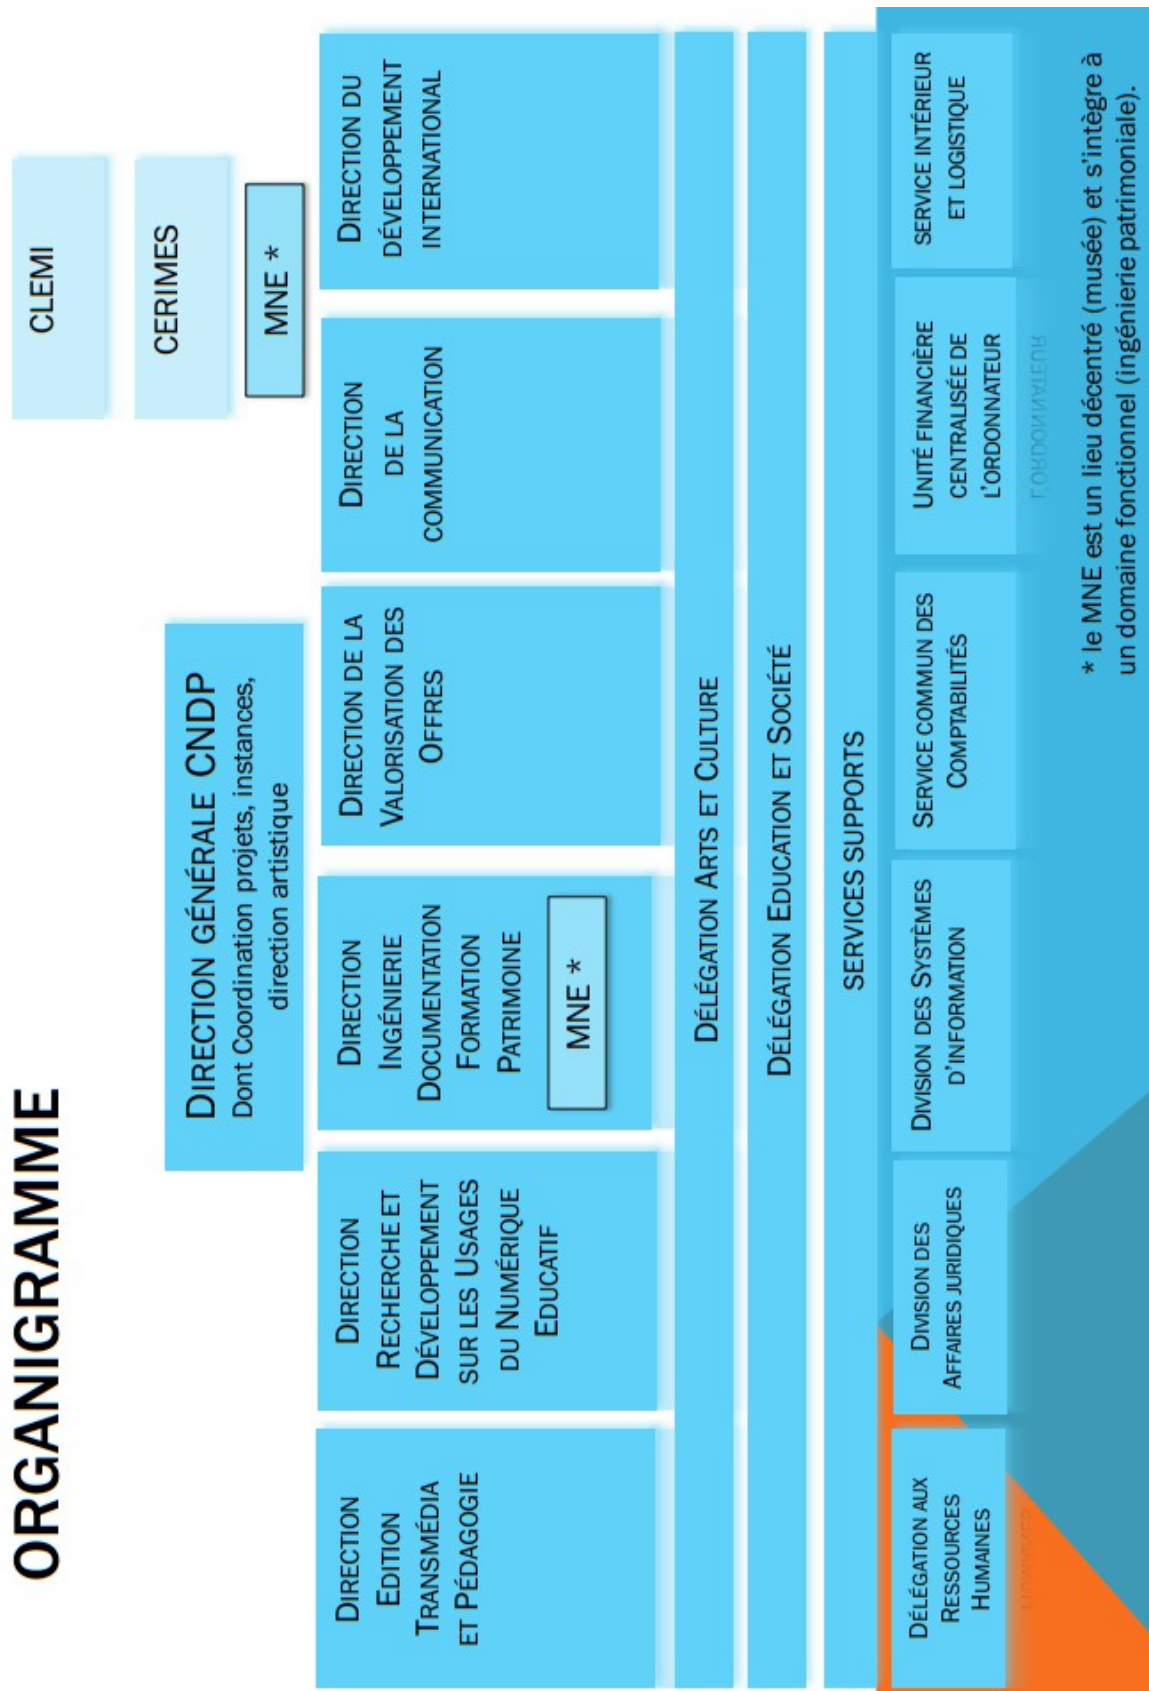 ORGANIGRAMME
CLEMI
CERIMES
MNE *
DIRECTION GÉNÉRALE CNDP
Dont Coordination projets, instances,
direction artistique
DIRECTION
EDITION
TRANSMÉDIA
ET PÉDAGOGIE
DIRECTION
RECHERCHE ET
DÉVELOPPEMENT
SUR LES USAGES
DU NUMÉRIQUE
EDUCATIF
DIRECTION
INGÉNIERIE
DOCUMENTATION
FORMATION
PATRIMOINE
MNE *
DIRECTION DE LA
VALORISATION DES
OFFRES
DIRECTION
DE LA
COMMUNICATION
DIRECTION DU
DÉVELOPPEMENT
INTERNATIONAL
DÉLÉGATION ARTS ET CULTURE
DÉLÉGATION EDUCATION ET SOCIÉTÉ
SERVICES SUPPORTS
DÉLÉGATION AUX
RESSOURCES
HUMAINES
DIVISION DES
AFFAIRES JURIDIQUES
DIVISION DES SYSTÈMES
D'INFORMATION
SERVICE COMMUN DES
COMPTABILITÉS
UNITÉ FINANCIÈRE
CENTRALISÉE DE
L'ORDONNATEUR
SERVICE INTÉRIEUR
ET LOGISTIQUE
* le MNE est un lieu décentré (musée) et s'intègre à
un domaine fonctionnel (ingénierie patrimoniale).